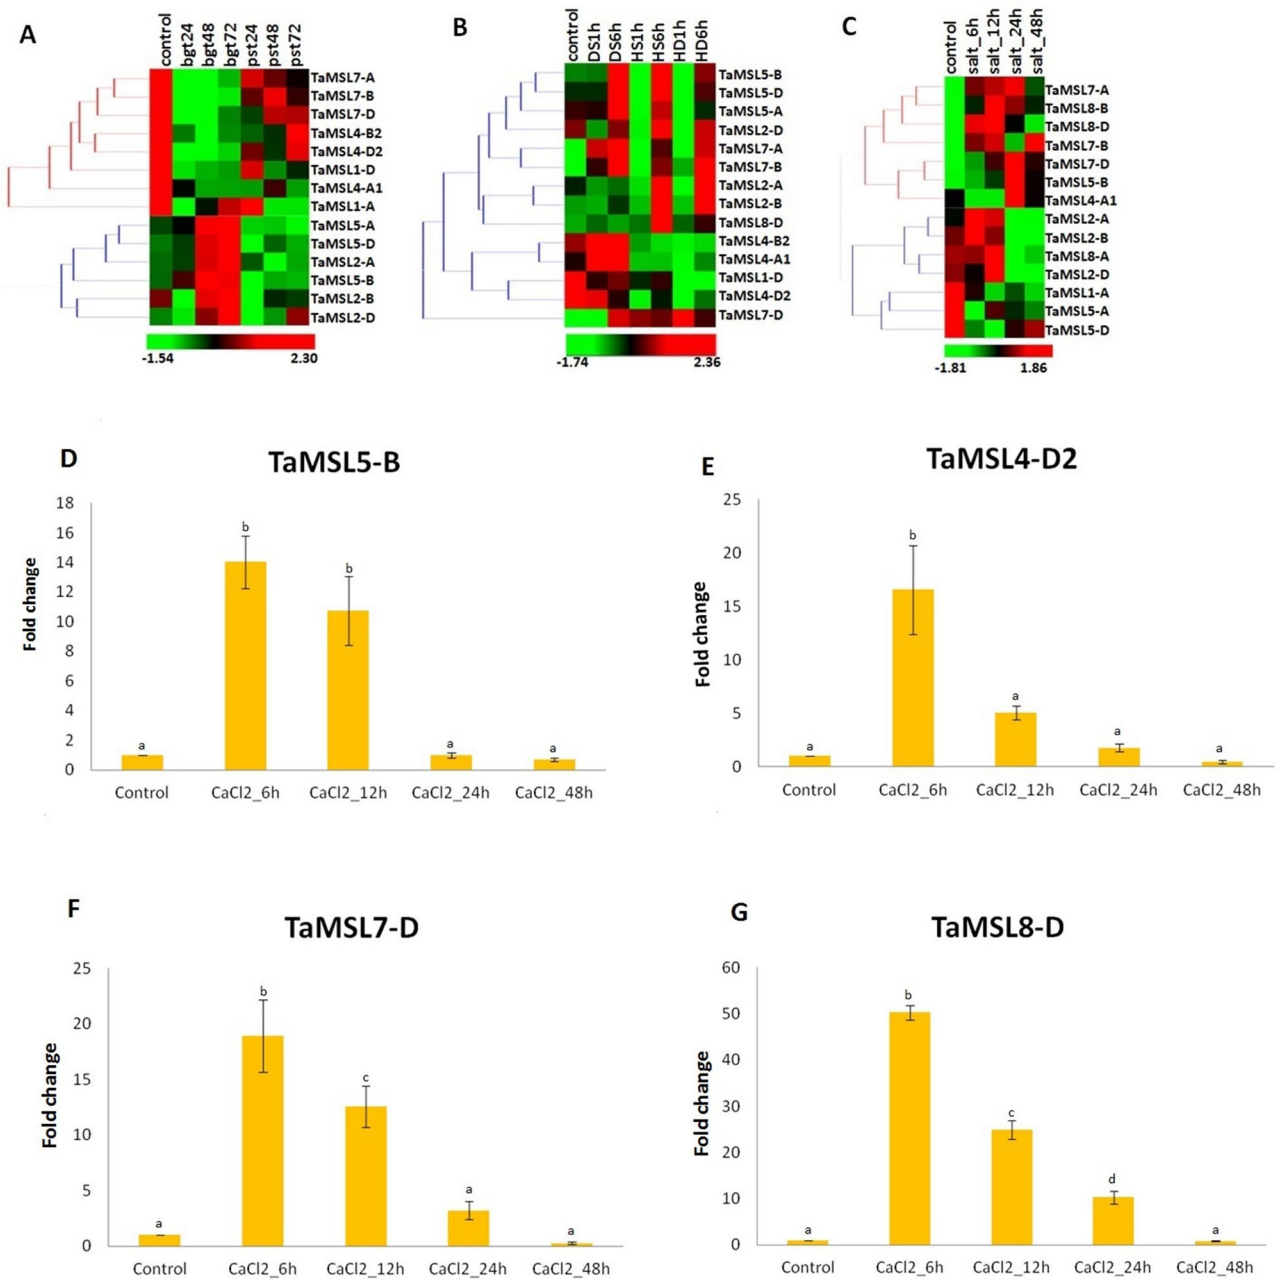 A
control
bgt24
bgt48
bgt72
pst24
pst48
pst72
TaMSL7-A
TaMSL7-B
TaMSL7-D
TaMSL4-B2
TaMSL4-D2
TaMSL1-D
TaMSL4-A1
TaMSL1-A
TaMSL5-A
TaMSL5-D
TaMSL2-A
TaMSL5-B
TaMSL2-B
TaMSL2-D
-1.54 2.30
B
control
DS1h
DS6h
HS1h
HS6h
HD1h
HD6h
TaMSL5-B
TaMSL5-D
TaMSL5-A
TaMSL2-D
TaMSL7-A
TaMSL7-B
TaMSL2-A
TaMSL2-B
TaMSL8-D
TaMSL4-B2
TaMSL4-A1
TaMSL1-D
TaMSL4-D2
TaMSL7-D
-1.74 2.36
C
control
salt_6h
salt_12h
salt_24h
salt_48h
TaMSL7-A
TaMSL8-B
TaMSL8-D
TaMSL7-B
TaMSL7-D
TaMSL5-B
TaMSL4-A1
TaMSL2-A
TaMSL2-B
TaMSL8-A
TaMSL2-D
TaMSL1-A
TaMSL5-A
TaMSL5-D
-1.81 1.86
D
TaMSL5-B
Fold change
18
16
14
12
10
8
6
4
2
0
a b b a a
Control CaCl2_6h CaCl2_12h CaCl2_24h CaCl2_48h
E
TaMSL4-D2
Fold change
25
20
15
10
5
0
a b a a a
Control CaCl2_6h CaCl2_12h CaCl2_24h CaCl2_48h
F
TaMSL7-D
Fold change
25
20
15
10
5
0
a b c a a
Control CaCl2_6h CaCl2_12h CaCl2_24h CaCl2_48h
G
TaMSL8-D
Fold change
60
50
40
30
20
10
0
a b c d a
Control CaCl2_6h CaCl2_12h CaCl2_24h CaCl2_48h